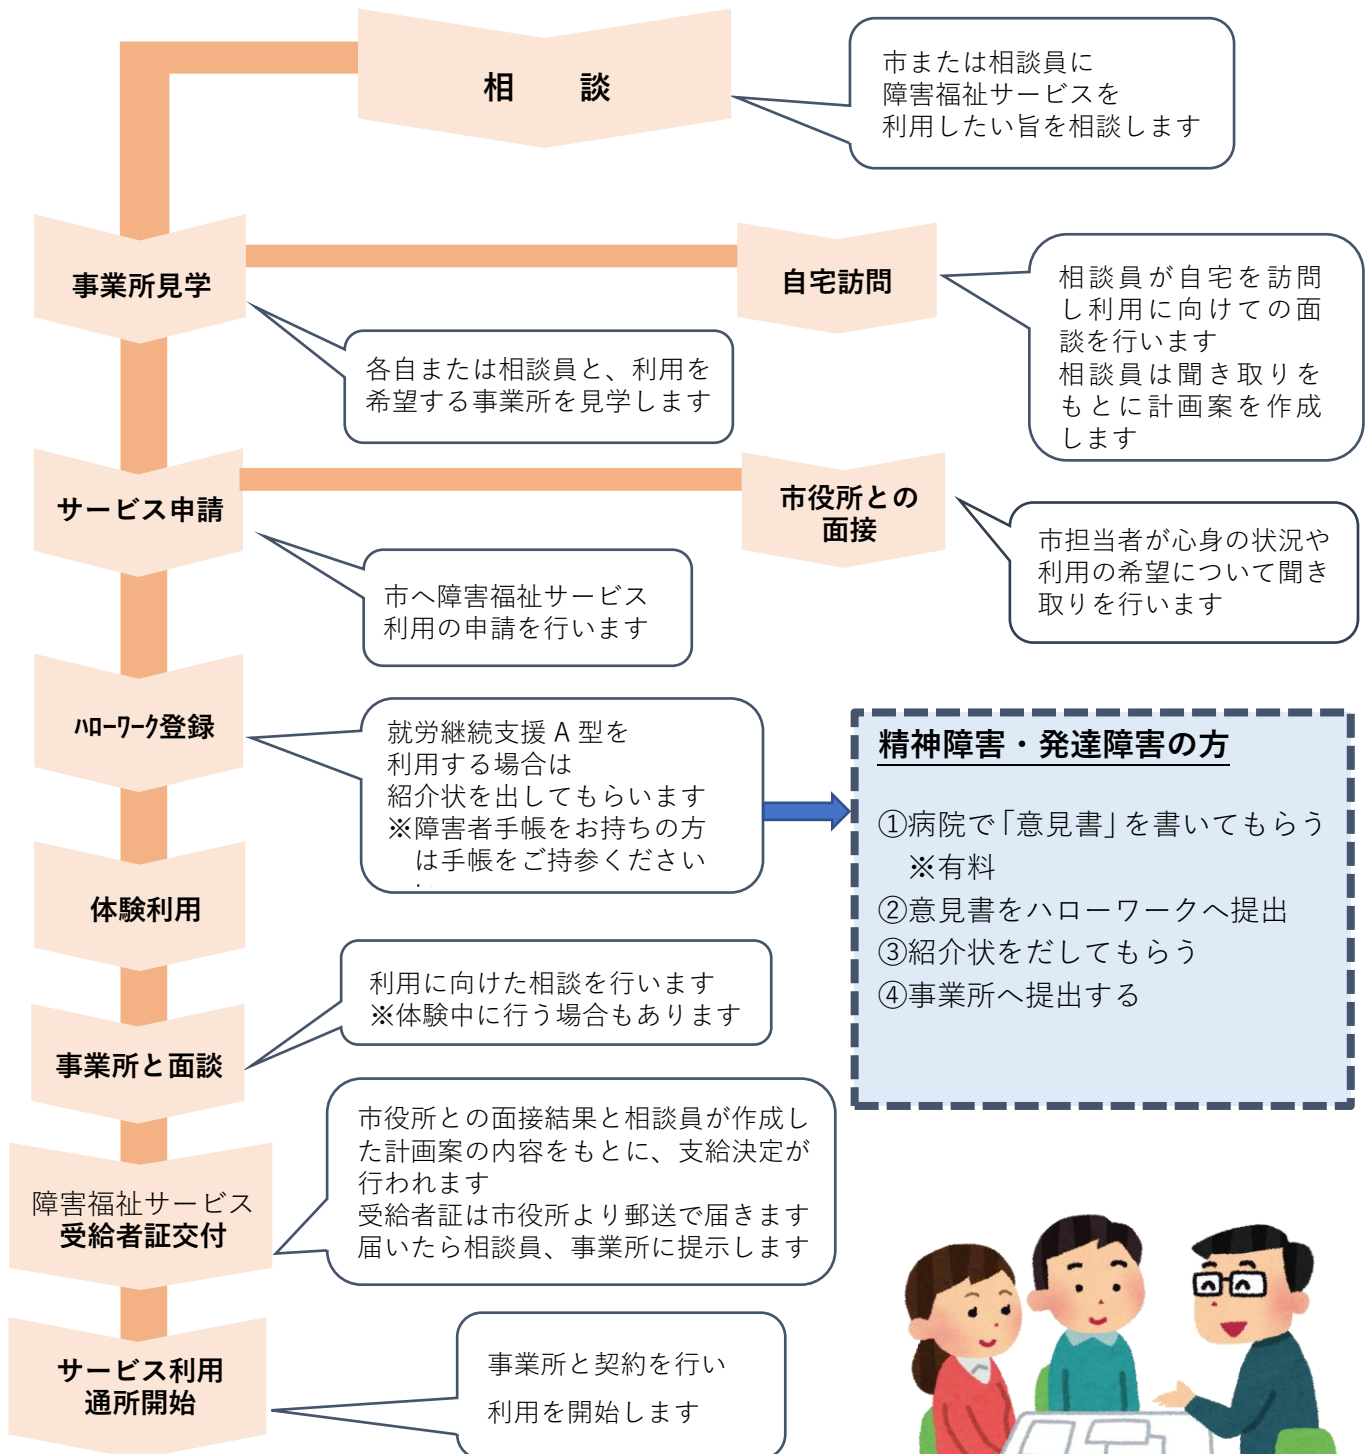 相　談
市または相談員に
障害福祉サービスを
利用したい旨を相談します
事業所見学
各自または相談員と、利用を
希望する事業所を見学します
自宅訪問
相談員が自宅を訪問
し利用に向けての面
談を行います
相談員は聞き取りを
もとに計画案を作成
します
サービス申請
市へ障害福祉サービス
利用の申請を行います
市役所との
面接
市担当者が心身の状況や
利用の希望について聞き
取りを行います
ﾊﾛｰﾜｰｸ登録
就労継続支援 A 型を
利用する場合は
紹介状を出してもらいます
※障害者手帳をお持ちの方
は手帳をご持参ください
精神障害・発達障害の方
①病院で「意見書」を書いてもらう
※有料
②意見書をハローワークへ提出
③紹介状をだしてもらう
④事業所へ提出する
体験利用
事業所と面談
利用に向けた相談を行います
※体験中に行う場合もあります
障害福祉サービス
受給者証交付
市役所との面接結果と相談員が作成し
た計画案の内容をもとに、支給決定が
行われます
受給者証は市役所より郵送で届きます
届いたら相談員、事業所に提示します
サービス利用
通所開始
事業所と契約を行い
利用を開始します